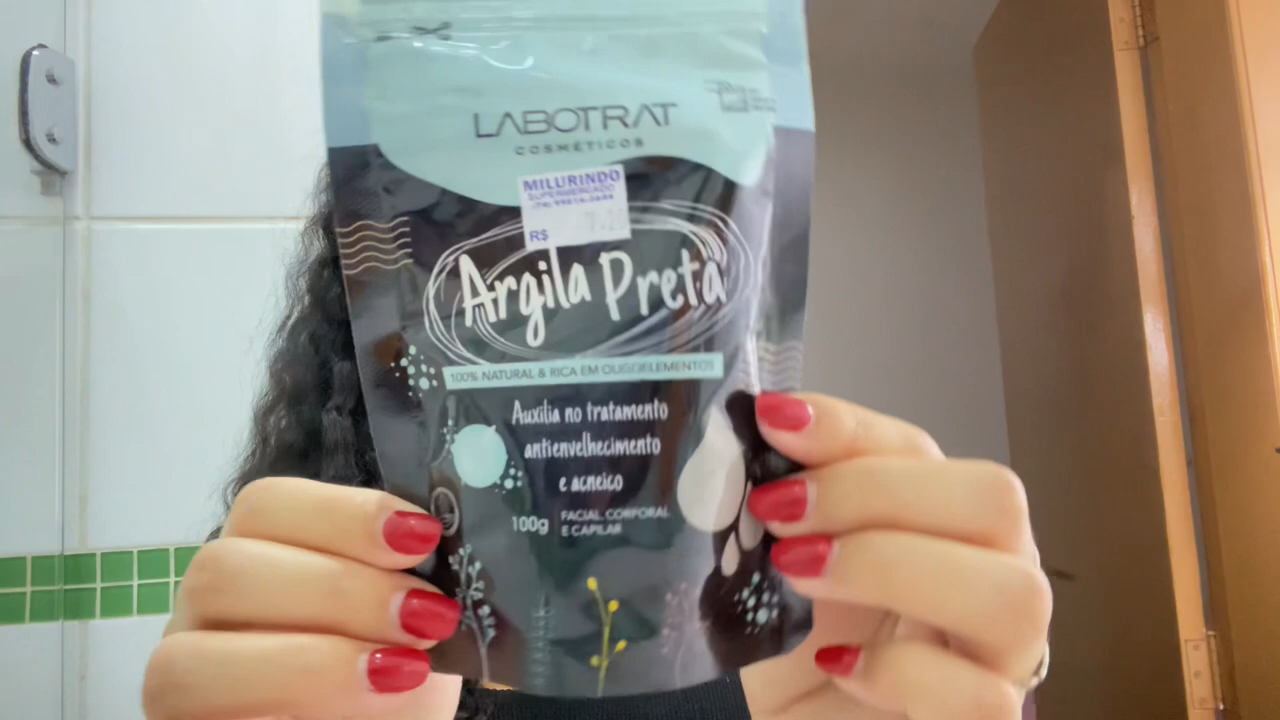 LABOTRAT
COSMÉTICOS
MILURINDO
SUPERMERCADO
R$
Argila Preta
100% NATURAL & RICA EM OLIGOELEMENTOS
Auxilia no tratamento
antienvelhecimento
e acneico
100g
FACIAL, CORPORAL
E CAPILAR